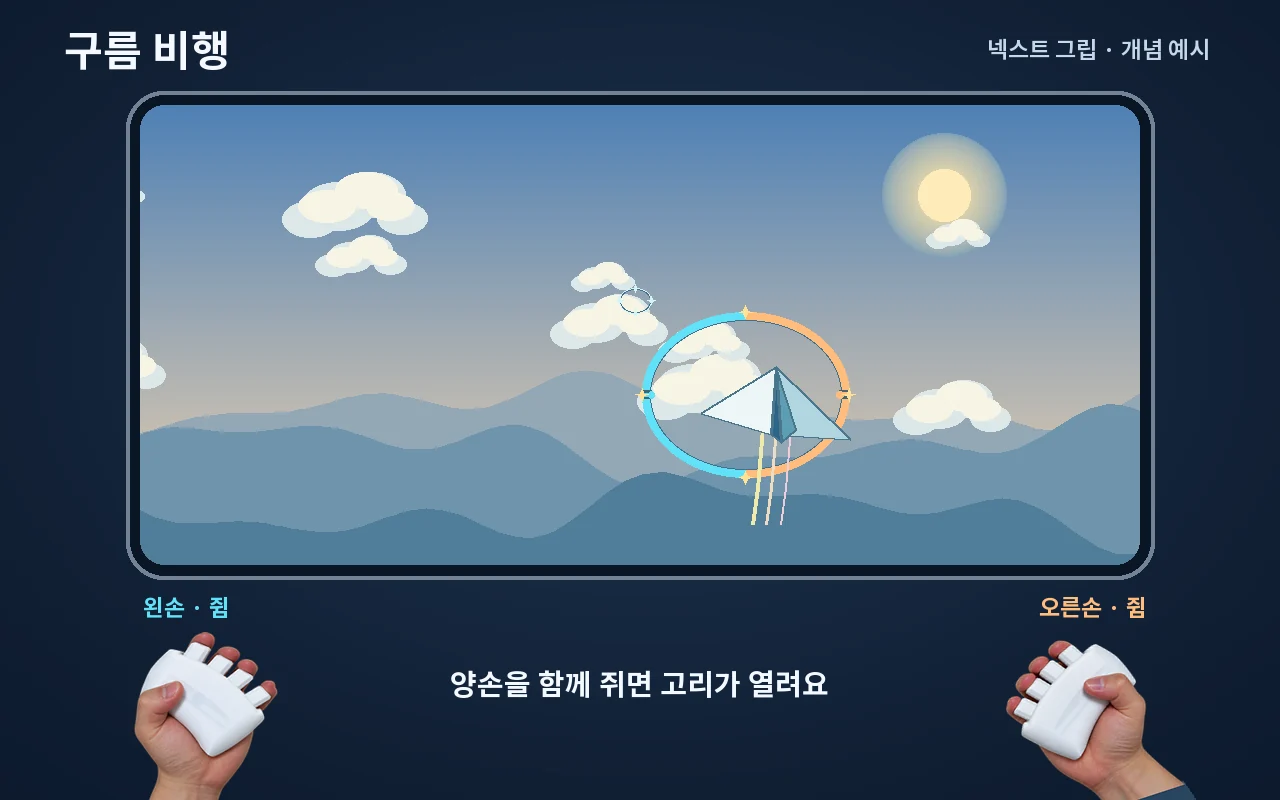 구름 비행
넥스트 그립 · 개념 예시
왼손 · 쥠
오른손 · 쥠
양손을 함께 쥐면 고리가 열려요